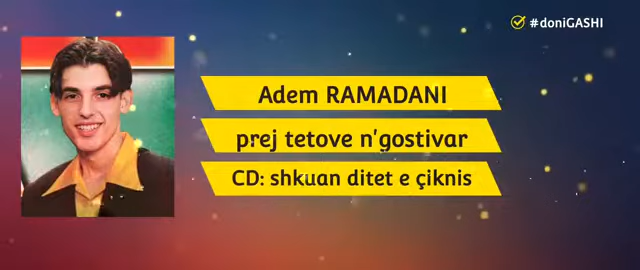 #doniGASHI
Adem RAMADANI
prej tetove n'gostivar
CD: shkuan ditet e çiknis